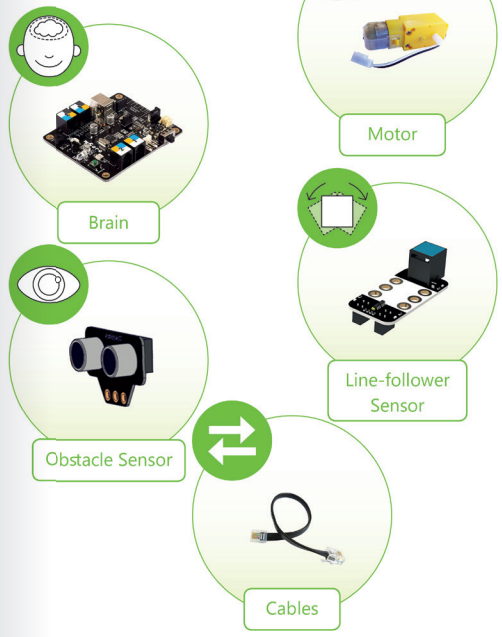 Motor
Brain
Line-follower
Sensor
Obstacle Sensor
Cables